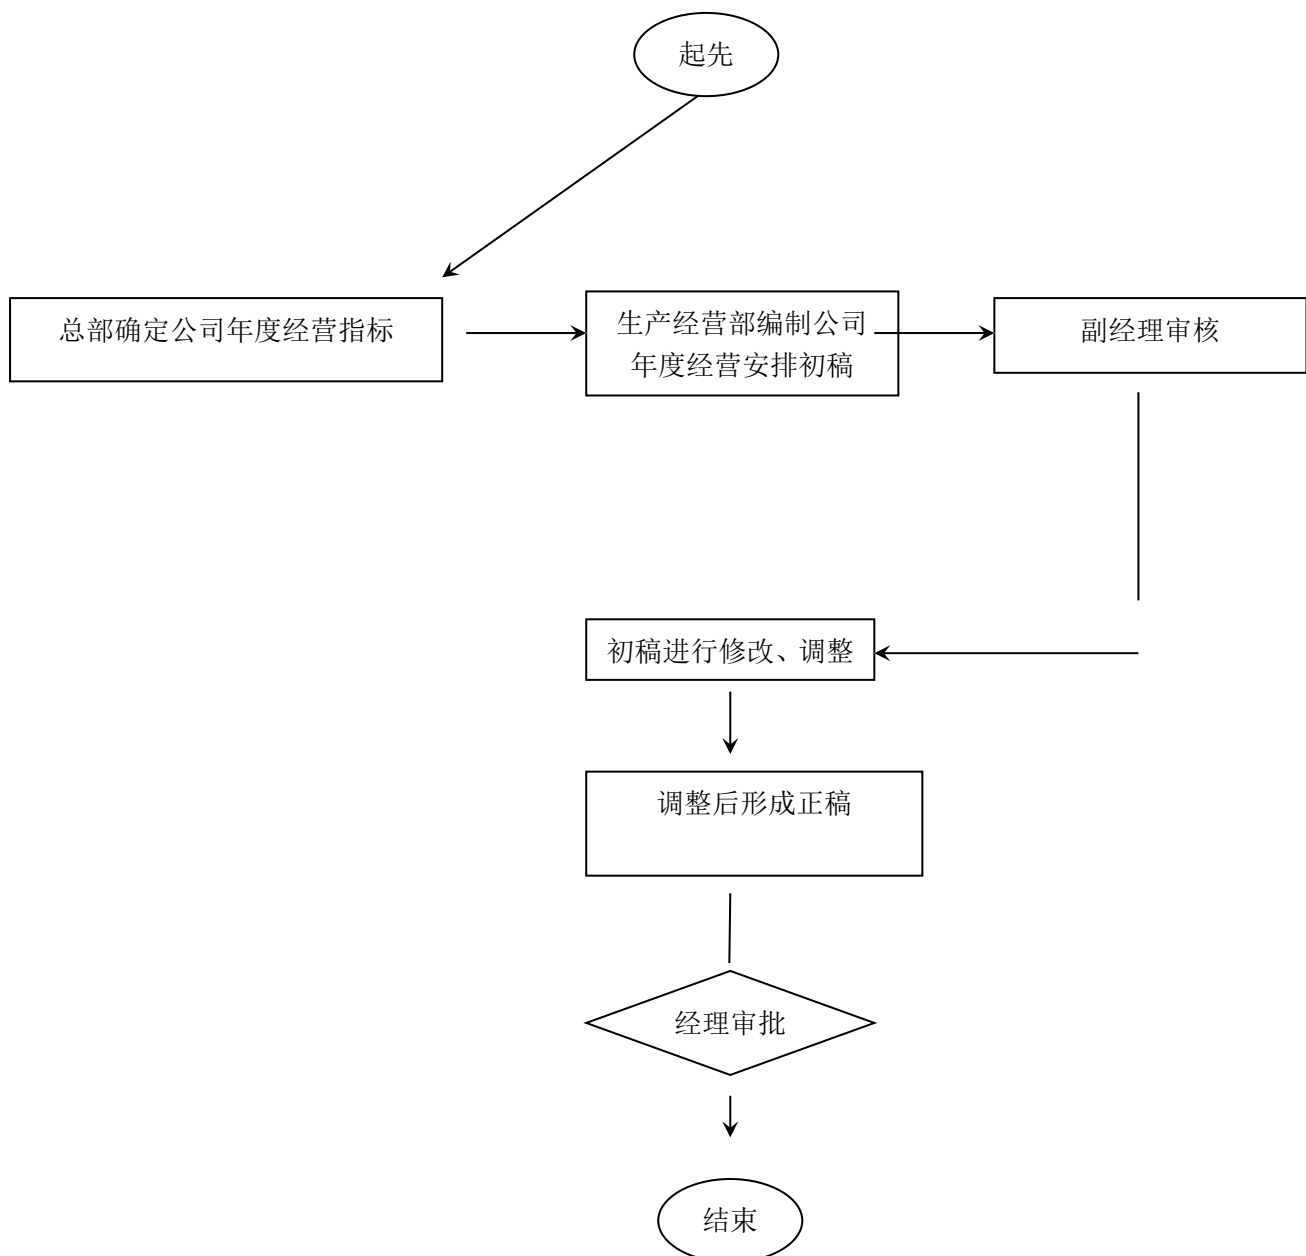 起先
总部确定公司年度经营指标
生产经营部编制公司
年度经营安排初稿
副经理审核
初稿进行修改、调整
调整后形成正稿
经理审批
结束